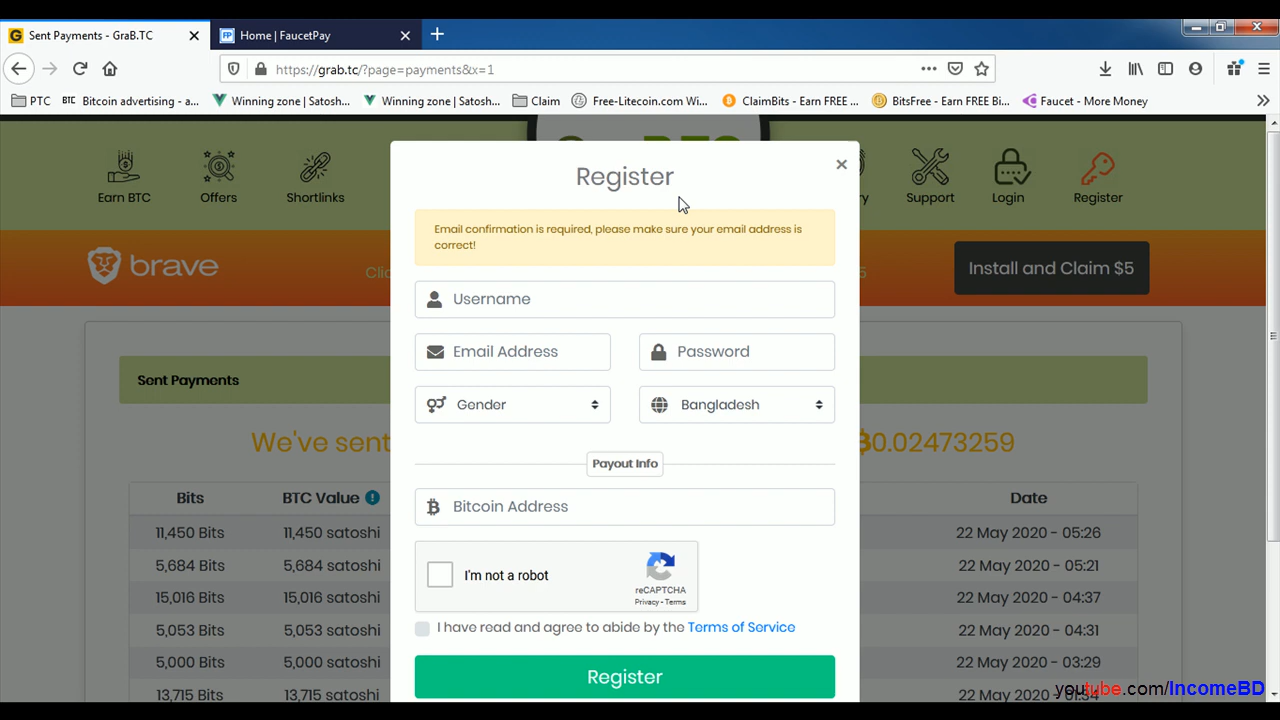 Sent Payments - GraB.TC
Home | FaucetPay
https://grab.tc/?page=payments&x=1
PTC
BTC Bitcoin advertising - a...
Winning zone | Satosh...
Winning zone | Satosh...
Claim
Free-Litecoin.com Wi...
ClaimBits - Earn FREE ...
BitsFree - Earn FREE Bi...
Faucet - More Money
Earn BTC
Offers
Shortlinks
Support
Login
Register
brave
Install and Claim $5
Register
Email confirmation is required, please make sure your email address is
correct!
Username
Email Address
Password
Gender
Bangladesh
Payout Info
Bitcoin Address
I'm not a robot
reCAPTCHA
Privacy - Terms
I have read and agree to abide by the Terms of Service
Register
Sent Payments
We've sent
₿0.02473259
Bits BTC Value Date
11,450 Bits 11,450 satoshi 22 May 2020 - 05:26
5,684 Bits 5,684 satoshi 22 May 2020 - 05:21
15,016 Bits 15,016 satoshi 22 May 2020 - 04:37
5,053 Bits 5,053 satoshi 22 May 2020 - 04:31
5,000 Bits 5,000 satoshi 22 May 2020 - 03:29
13,715 Bits 13,715 satoshi
youtube.com/IncomeBD